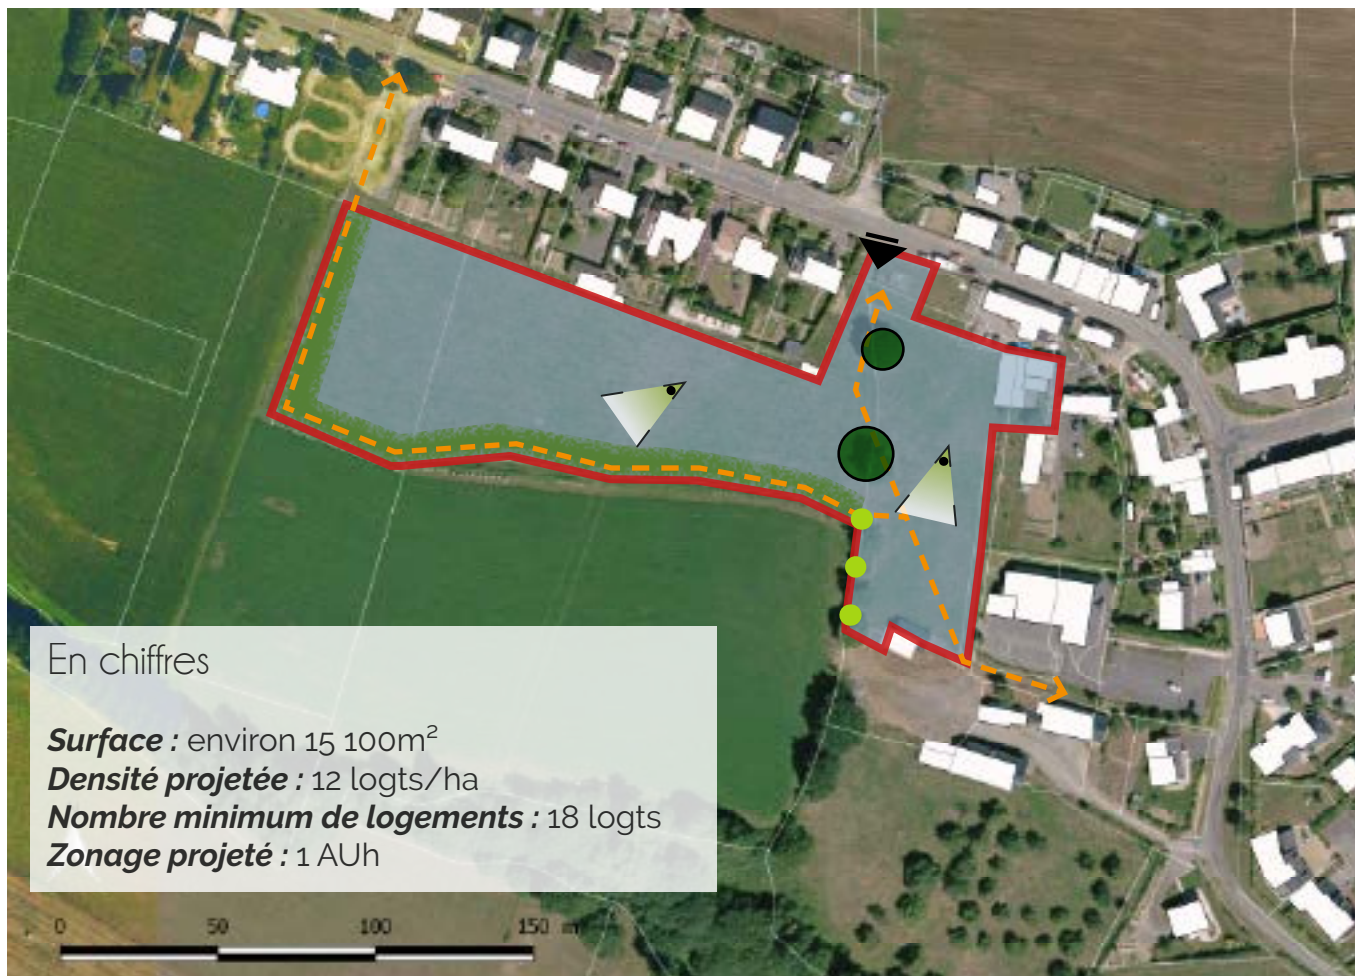 En chiffres
Surface : environ 15 100m²
Densité projetée : 12 logts/ha
Nombre minimum de logements : 18 logts
Zonage projeté : 1 AUh
0 50 100 150 m